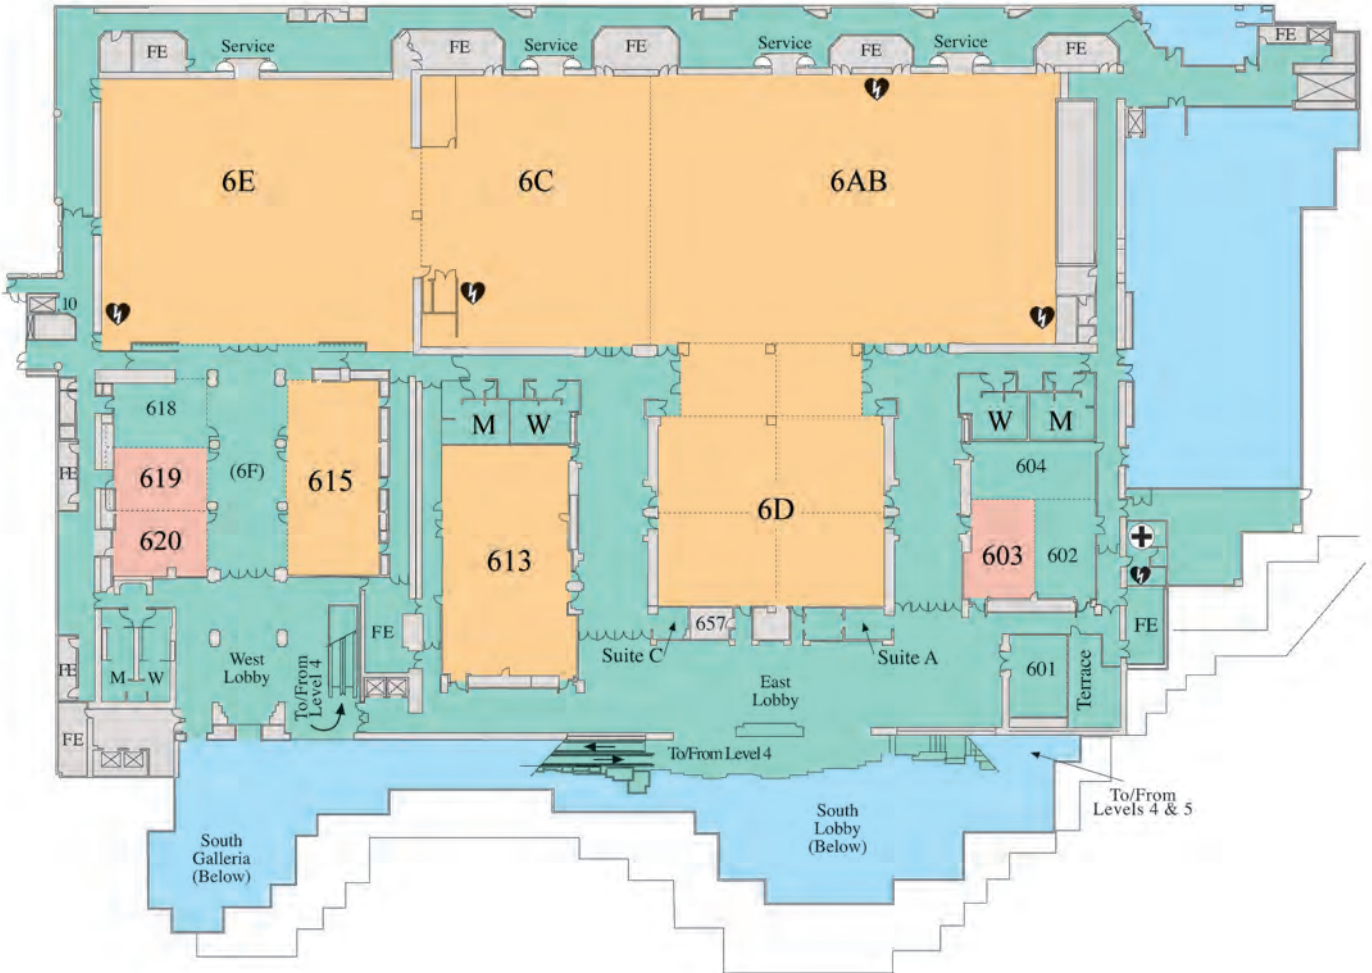 FE
Service
FE
Service
FE
Service
FE
Service
FE
FE
6E
6C
6AB
10
618
619
620
(6F)
615
M
W
613
6D
W
M
604
603
602
FE
FE
FE
FE
FE
657
Suite C
Suite A
601
Terrace
M
W
West
Lobby
To/From
Level 4
East
Lobby
To/From Level 4
To/From
Levels 4 & 5
South
Galleria
(Below)
South
Lobby
(Below)